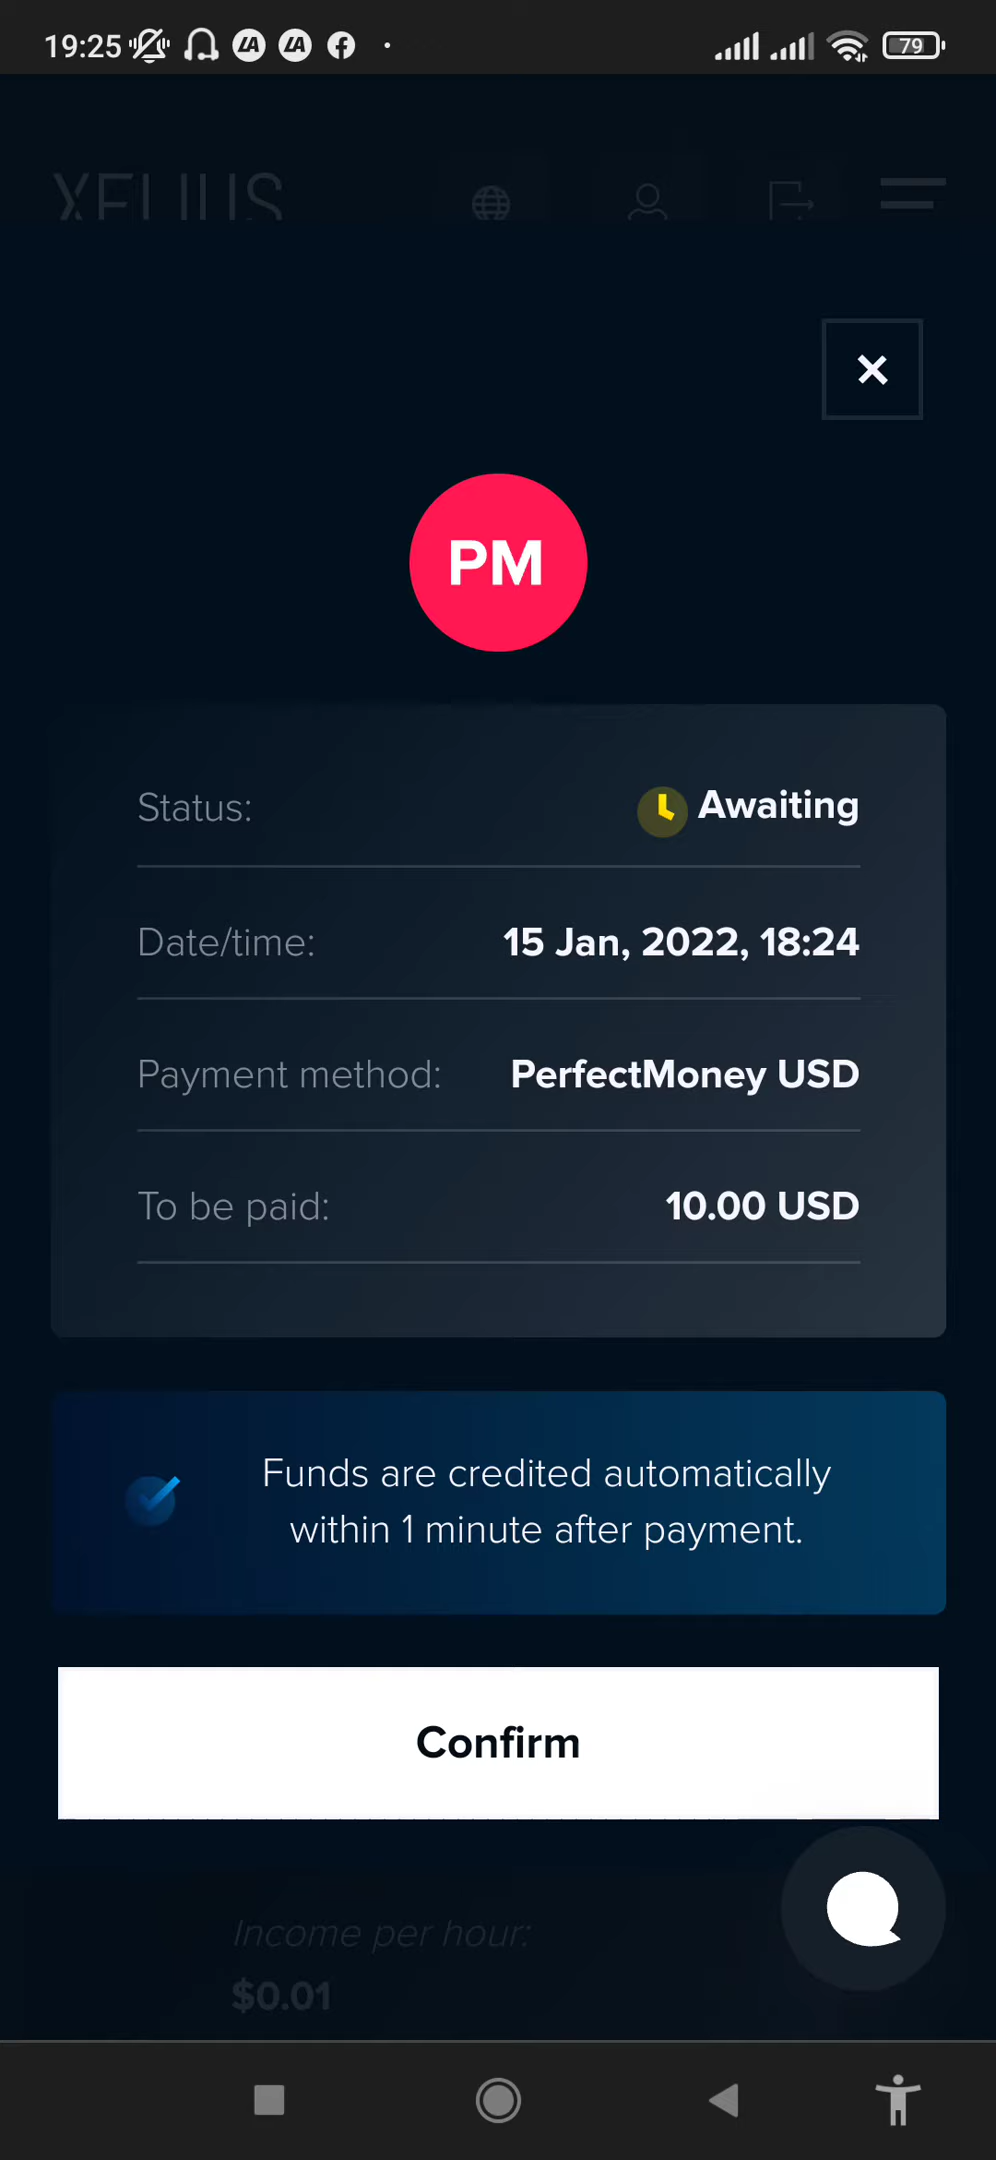 19:25
79
XELIUS
PM
Status: Awaiting
Date/time: 15 Jan, 2022, 18:24
Payment method: PerfectMoney USD
To be paid: 10.00 USD
Funds are credited automatically
within 1 minute after payment.
Confirm
Income per hour:
$0.01